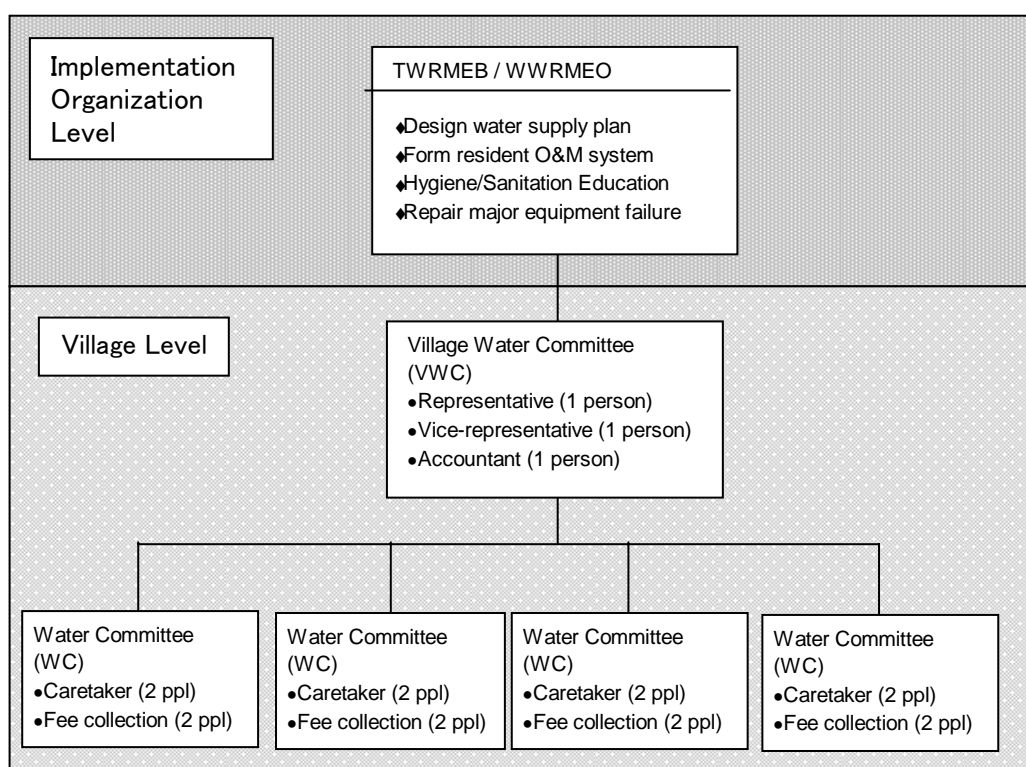 Implementation
Organization
Level
TWRMEB / WWRMEO
♦Design water supply plan
♦Form resident O&M system
♦Hygiene/Sanitation Education
♦Repair major equipment failure
Village Level
Village Water Committee
(VWC)
•Representative (1 person)
•Vice-representative (1 person)
•Accountant (1 person)
Water Committee
(WC)
•Caretaker (2 ppl)
•Fee collection (2 ppl)
Water Committee
(WC)
•Caretaker (2 ppl)
•Fee collection (2 ppl)
Water Committee
(WC)
•Caretaker (2 ppl)
•Fee collection (2 ppl)
Water Committee
(WC)
•Caretaker (2 ppl)
•Fee collection (2 ppl)